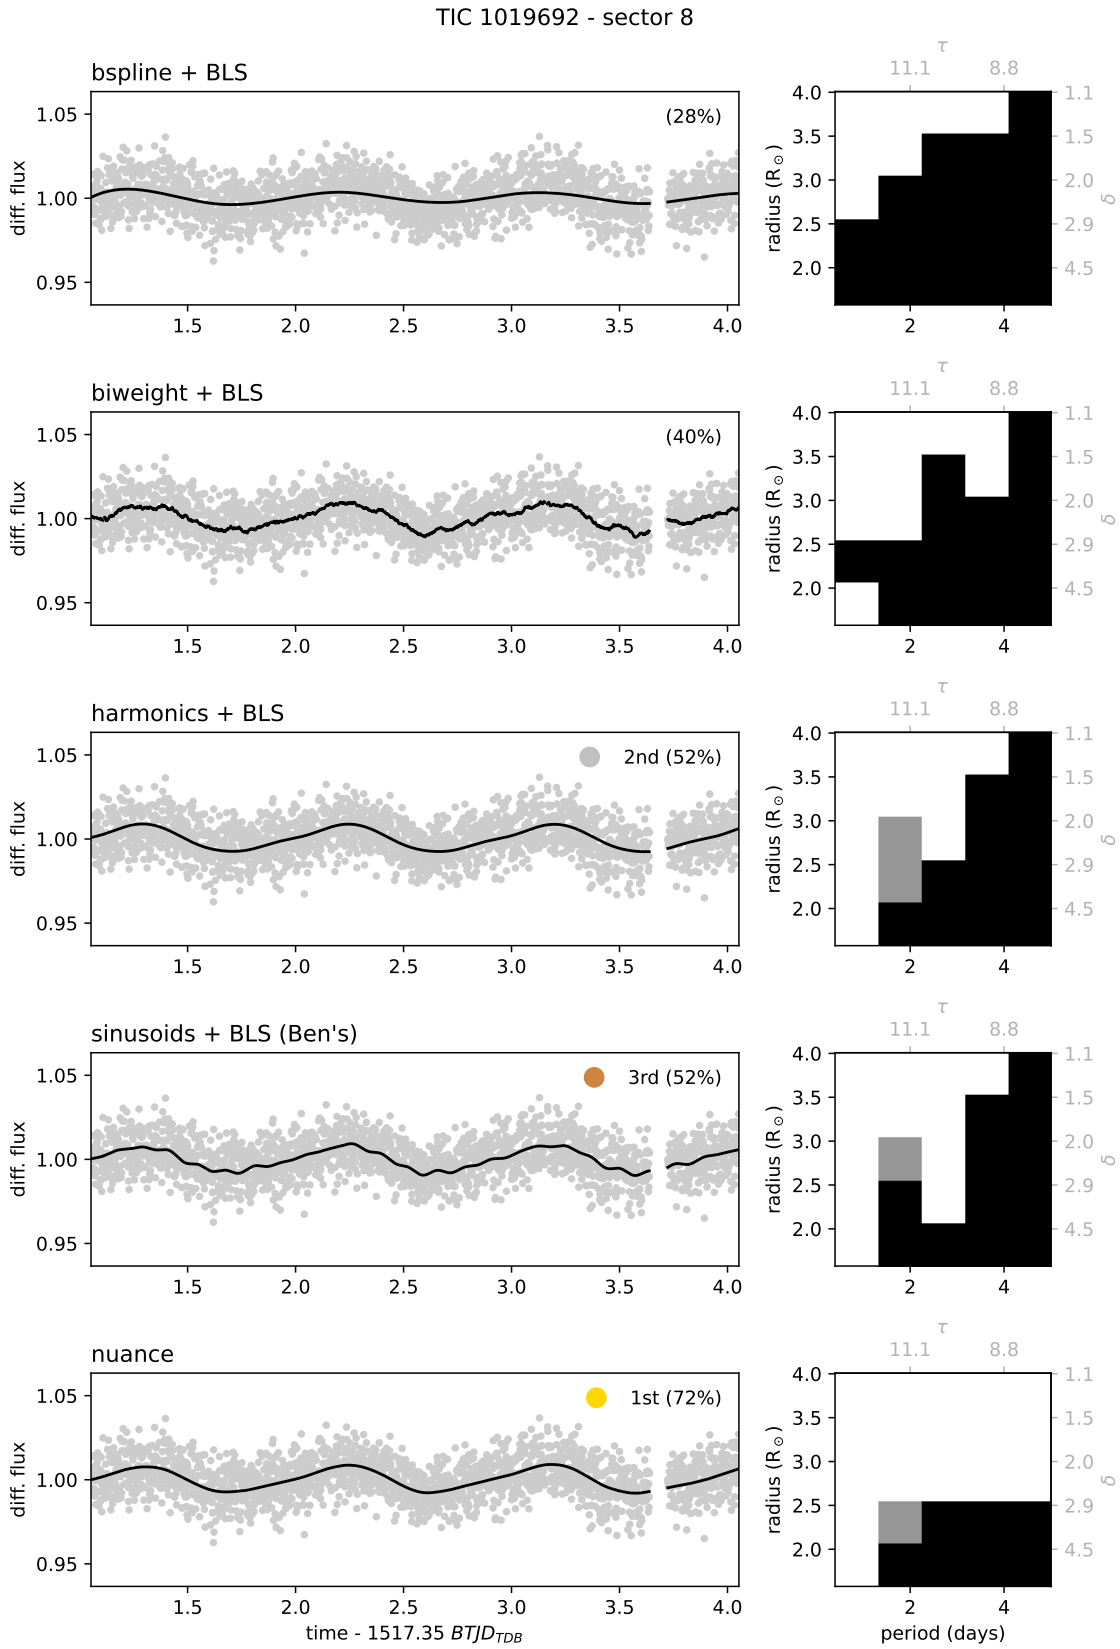 TIC 1019692 - sector 8
bspline + BLS
(28%)
diff. flux
1.05
1.00
0.95
1.5 2.0 2.5 3.0 3.5 4.0
τ
11.1 8.8
radius (R⊙)
4.0
3.5
3.0
2.5
2.0
1.1
1.5
2.0
2.9
4.5
δ
2 4
biweight + BLS
(40%)
diff. flux
1.05
1.00
0.95
1.5 2.0 2.5 3.0 3.5 4.0
τ
11.1 8.8
radius (R⊙)
4.0
3.5
3.0
2.5
2.0
1.1
1.5
2.0
2.9
4.5
δ
2 4
harmonics + BLS
2nd (52%)
diff. flux
1.05
1.00
0.95
1.5 2.0 2.5 3.0 3.5 4.0
τ
11.1 8.8
radius (R⊙)
4.0
3.5
3.0
2.5
2.0
1.1
1.5
2.0
2.9
4.5
δ
2 4
sinusoids + BLS (Ben's)
3rd (52%)
diff. flux
1.05
1.00
0.95
1.5 2.0 2.5 3.0 3.5 4.0
τ
11.1 8.8
radius (R⊙)
4.0
3.5
3.0
2.5
2.0
1.1
1.5
2.0
2.9
4.5
δ
2 4
nuance
1st (72%)
diff. flux
1.05
1.00
0.95
1.5 2.0 2.5 3.0 3.5 4.0
time - 1517.35 BTJD_TDB
τ
11.1 8.8
radius (R⊙)
4.0
3.5
3.0
2.5
2.0
1.1
1.5
2.0
2.9
4.5
δ
2 4
period (days)